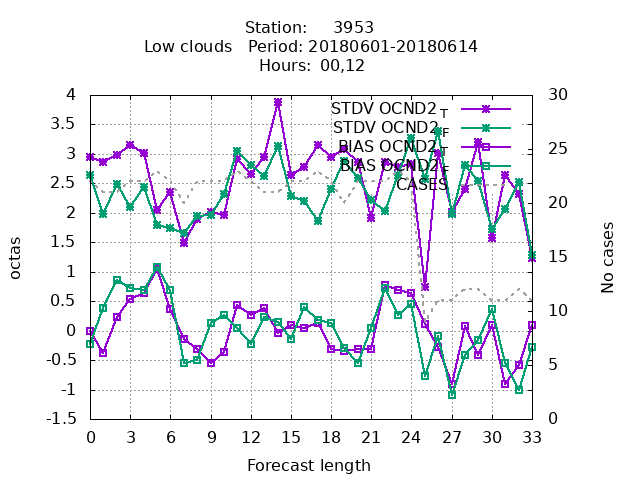 Station: 3953
Low clouds Period: 20180601-20180614
Hours: 00,12
STDV OCND2 T
STDV OCND2 F
BIAS OCND2 T
BIAS OCND2 F
CASES
4
3.5
3
2.5
2
1.5
1
0.5
0
-0.5
-1
-1.5
30
25
20
15
10
5
0
octas
No cases
0 3 6 9 12 15 18 21 24 27 30 33
Forecast length